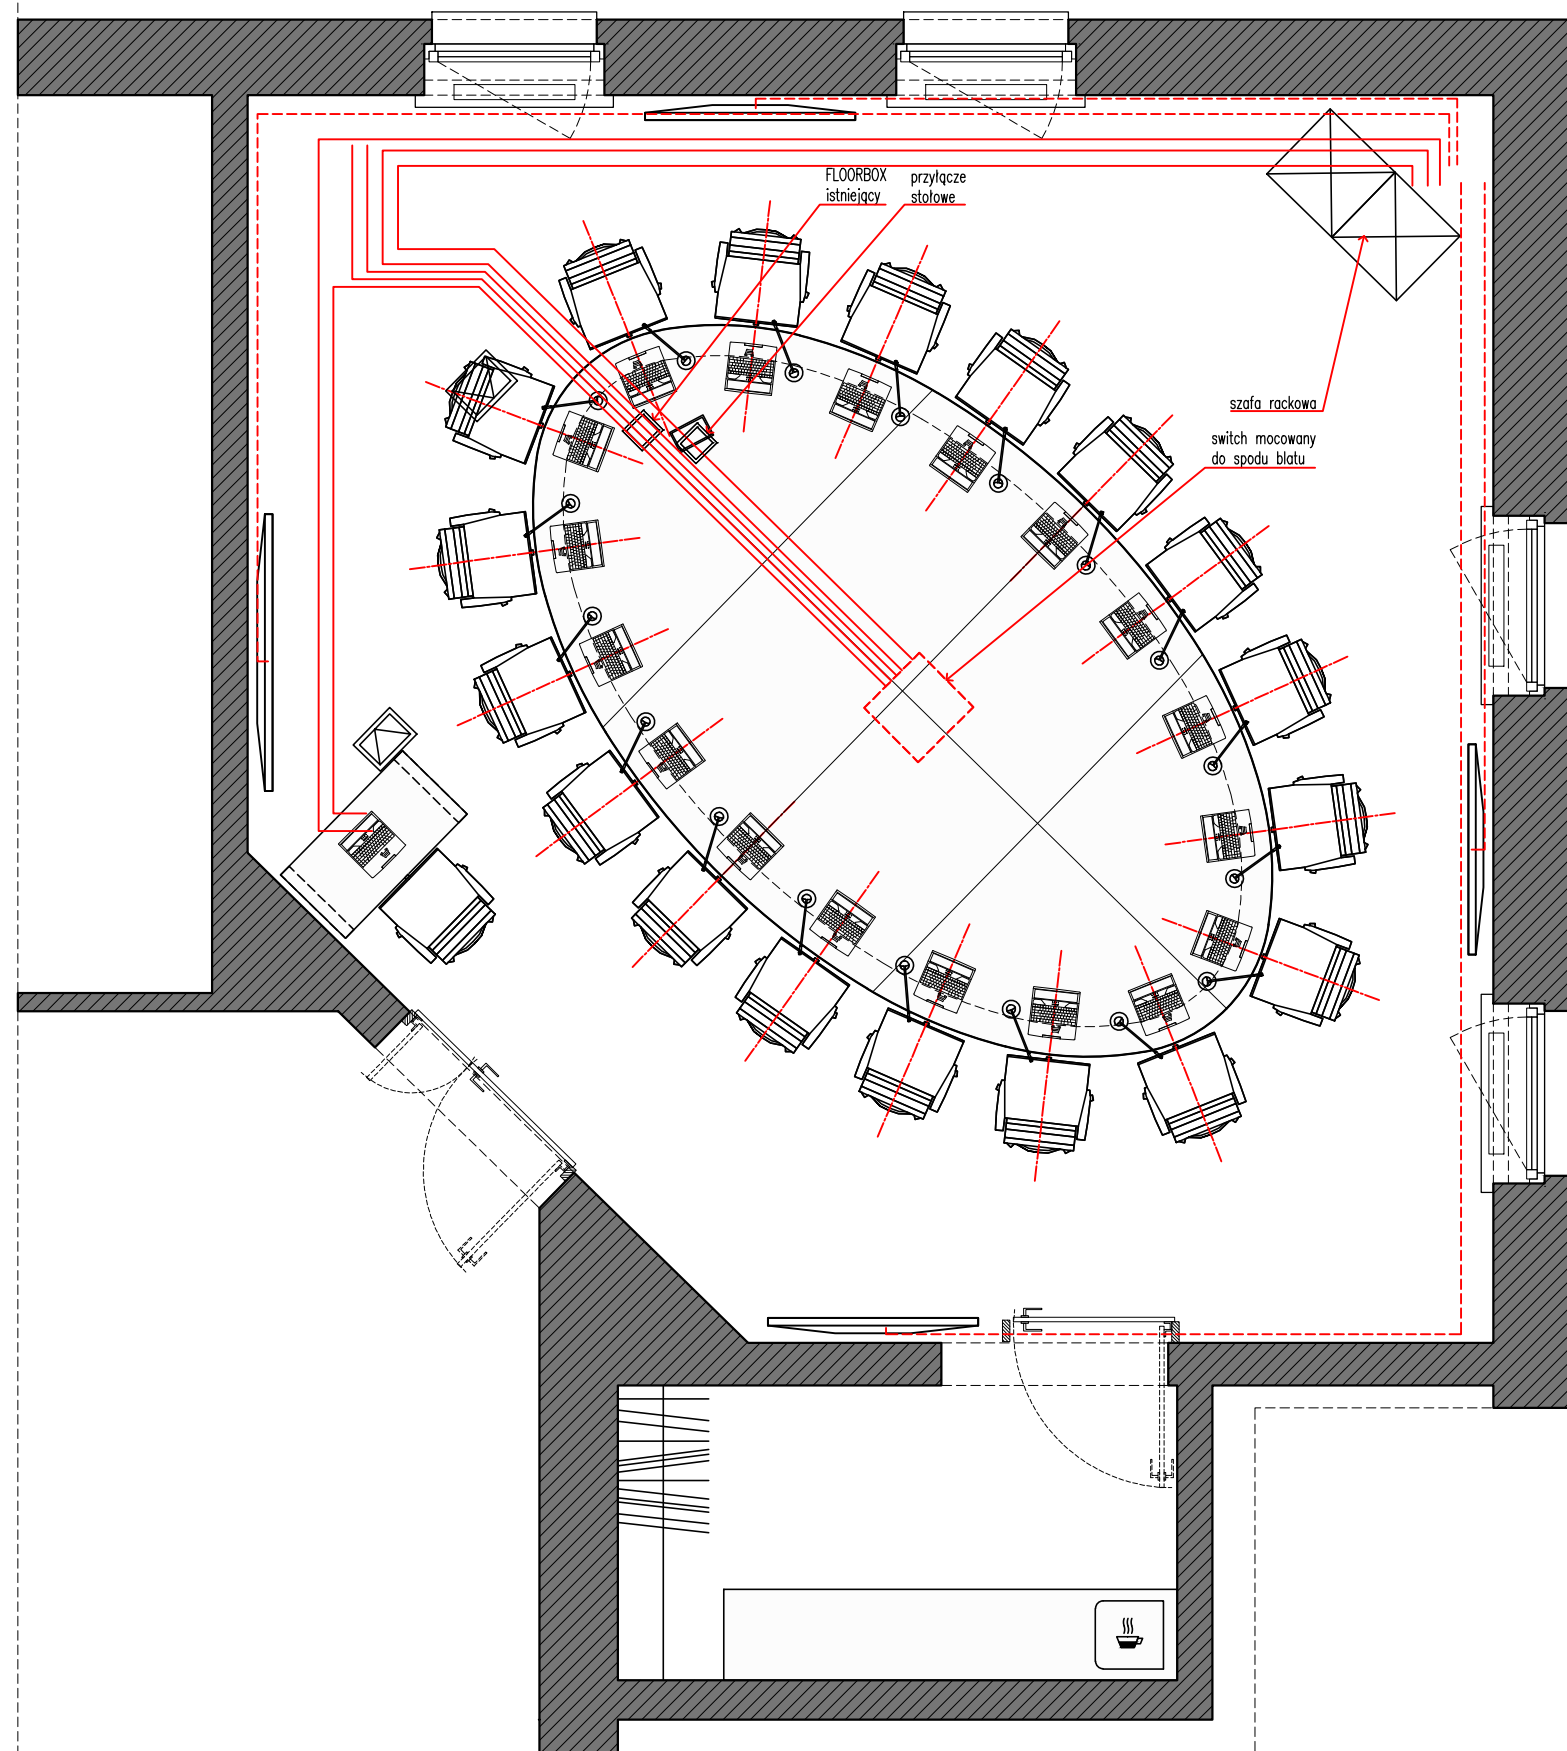 FLOORBOX
istniejący
przyłącze
stołowe
szafa rackowa
switch mocowany
do spodu blatu